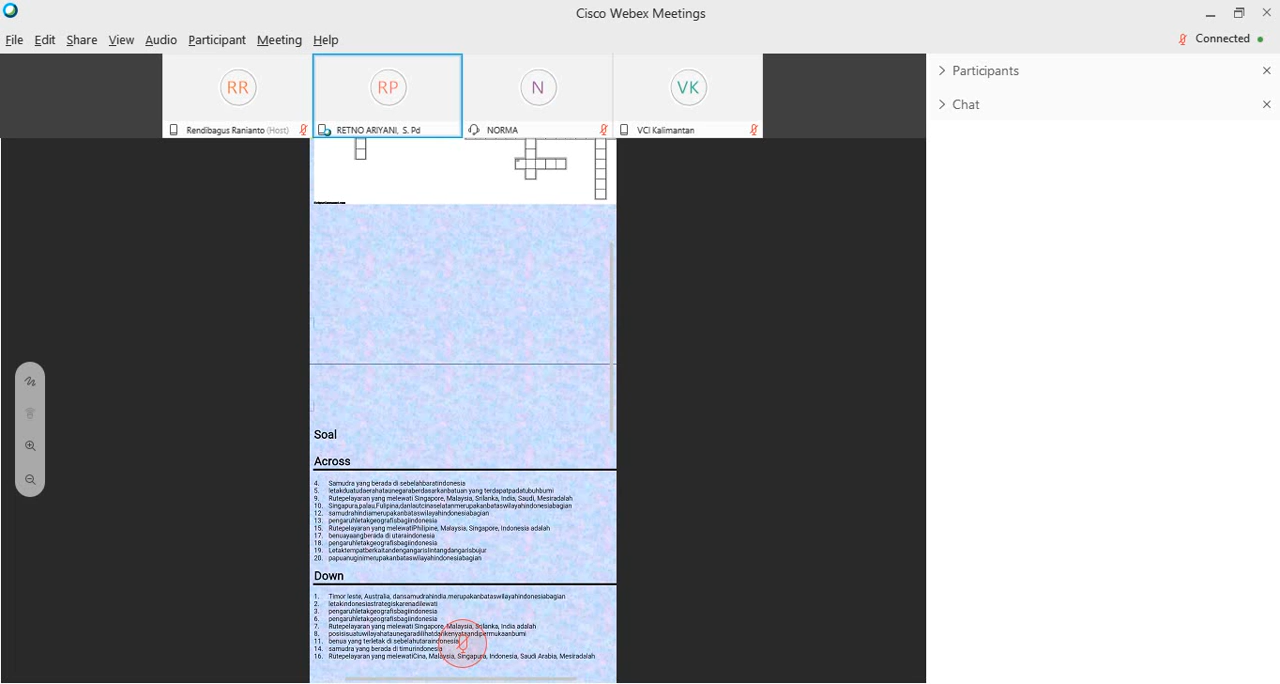 Cisco Webex Meetings
File Edit Share View Audio Participant Meeting Help
Connected
RR
RP
N
VK
Rendibagus Ranianto (Host)
RETNO ARIYANI, S. Pd
NORMA
VCI Kalimantan
Participants
Chat
Soal
Across
4. Samudra yang berada di sebelahbaratindonesia
5. letakduatudaerahataunegaraberdasarkanbatuan yang terdapatpadatubuhbumi
9. Rutepelayaran yang melewati Singapore, Malaysia, Srilanka, India, Saudi, Mesiradalah
10. Singapura,palau,Fulipina,danlautcinaselatanmerupakanbataswilayahindonesiabagian
12. samudrahindiamerupakanbataswilayahindonesiabagian
13. pengaruhletakgeografisbagiindonesia
15. Rutepelayaran yang melewatiPhilipine, Malaysia, Singapore, Indonesia adalah
17. benuayaangberada di utaraindonesia
18. pengaruhletakgeografisbagiindonesia
19. Letaktempatberkaitandengangarislintangdangarisbujur
20. papuanuginimerupakanbataswilayahindonesiabagian
Down
1. Timor leste, Australia, dansamudrahindia merupakanbataswilayahindonesiabagian
2. letakindonesiastrategiskarenadilewati
3. pengaruhletakgeografisbagiindonesia
6. pengaruhletakgeografisbagiindonesia
7. Rutepelayaran yang melewati Singapore, Malaysia, Srilanka, India adalah
8. posisisuatuwilayahataunegaradilihatdarikenyataandipermukaanbumi
11. benua yang terletak di sebelahutaraindonesia
14. samudra yang berada di timurindonesia
16. Rutepelayaran yang melewatiCina, Malaysia, Singapura, Indonesia, Saudi Arabia, Mesiradalah